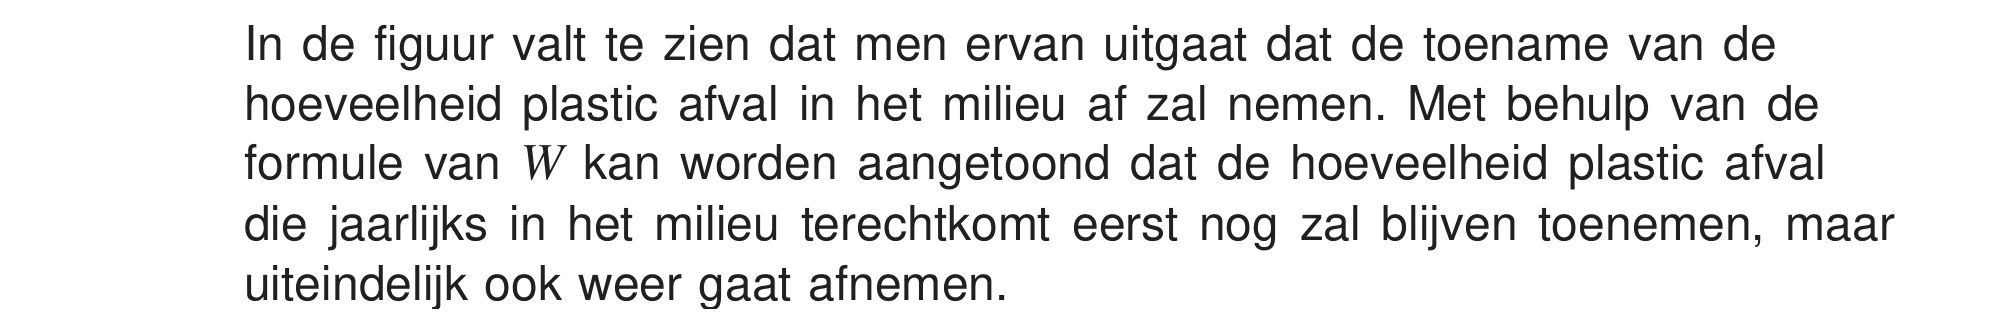 In de figuur valt te zien dat men ervan uitgaat dat de toename van de
hoeveelheid plastic afval in het milieu af zal nemen. Met behulp van de
formule van W kan worden aangetoond dat de hoeveelheid plastic afval
die jaarlijks in het milieu terechtkomt eerst nog zal blijven toenemen, maar
uiteindelijk ook weer gaat afnemen.